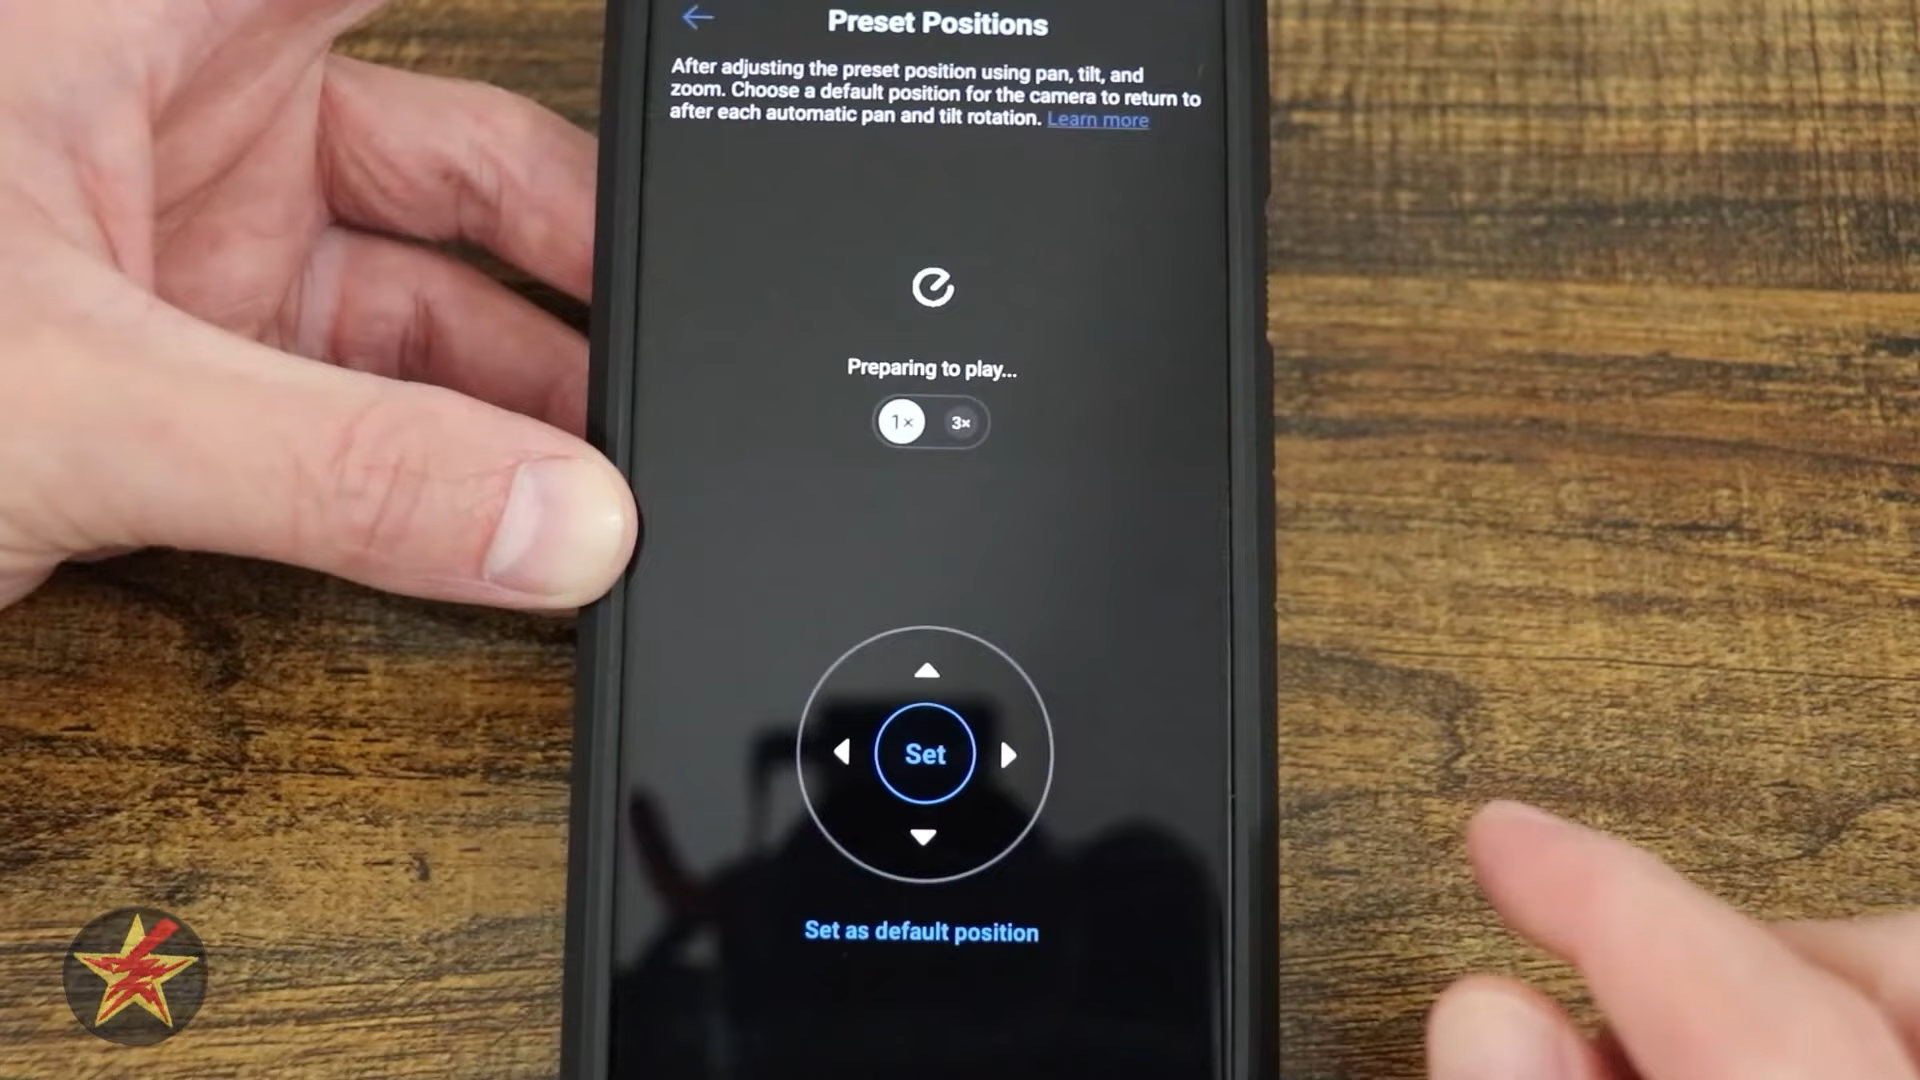 Preset Positions
After adjusting the preset position using pan, tilt, and
zoom. Choose a default position for the camera to return to
after each automatic pan and tilt rotation. Learn more
Preparing to play...
1× 3×
Set
Set as default position